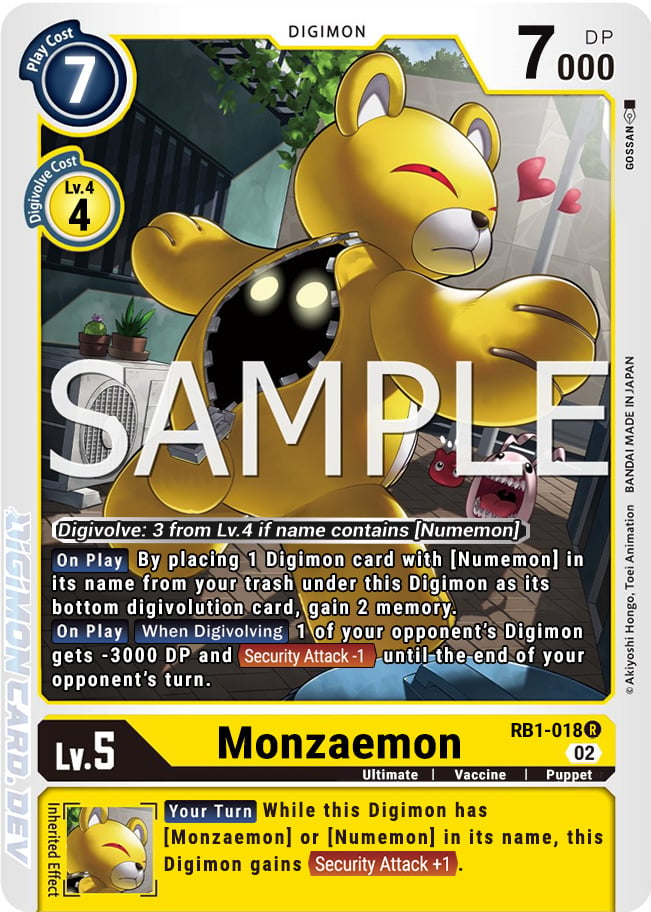 DIGIMON
Play Cost
7
7000
DP
Digivolve Cost
Lv.4
4
GOSSAN
SAMPLE
BANDAI MADE IN JAPAN
© Akiyoshi Hongo, Toei Animation
DIGIMONCARD.DEV
Digivolve: 3 from Lv.4 if name contains [Numemon]
On Play By placing 1 Digimon card with [Numemon] in
its name from your trash under this Digimon as its
bottom digivolution card, gain 2 memory.
On Play When Digivolving 1 of your opponent's Digimon
gets -3000 DP and Security Attack -1 until the end of your
opponent's turn.
Lv.5
Monzaemon
RB1-018 R
02
Ultimate | Vaccine | Puppet
Inherited Effect
Your Turn While this Digimon has
[Monzaemon] or [Numemon] in its name, this
Digimon gains Security Attack +1.